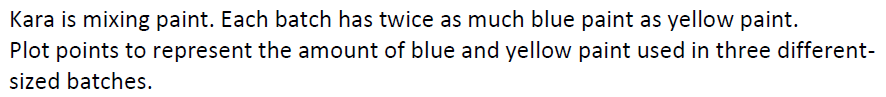 Kara is mixing paint. Each batch has twice as much blue paint as yellow paint.
Plot points to represent the amount of blue and yellow paint used in three different-
sized batches.